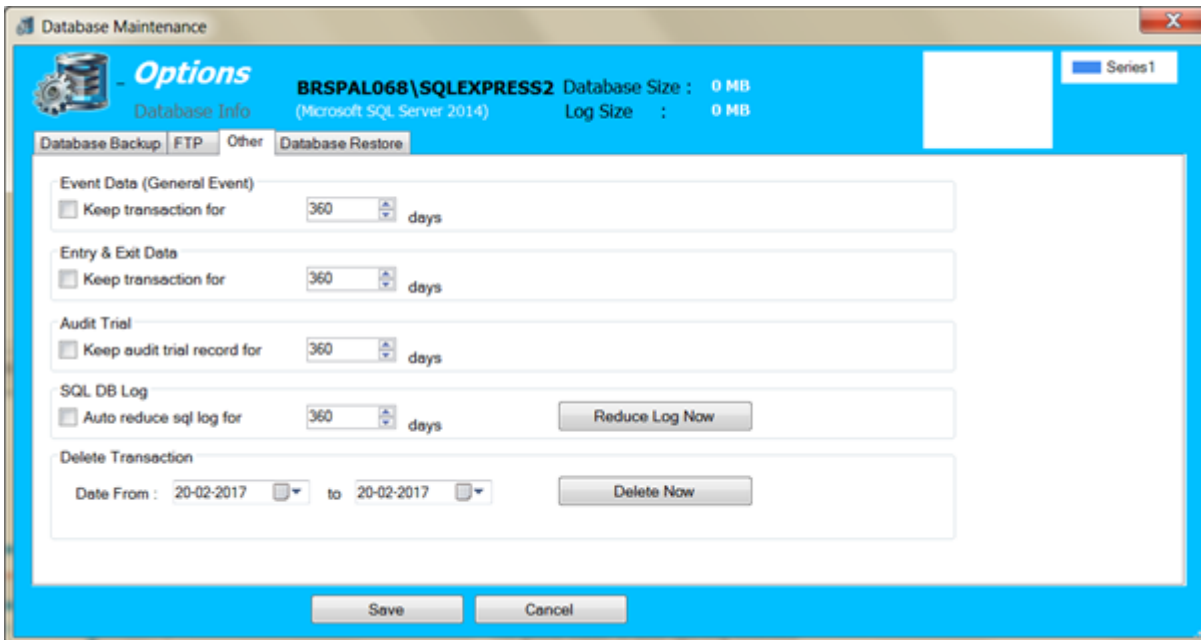 Database Maintenance
Options
Database Info
BRSPAL068\SQLEXPRESS2
(Microsoft SQL Server 2014)
Database Size : 0 MB
Log Size : 0 MB
Series1
Database Backup FTP Other Database Restore
Event Data (General Event)
Keep transaction for 360 days
Entry & Exit Data
Keep transaction for 360 days
Audit Trial
Keep audit trial record for 360 days
SQL DB Log
Auto reduce sql log for 360 days Reduce Log Now
Delete Transaction
Date From : 20-02-2017 to 20-02-2017 Delete Now
Save Cancel